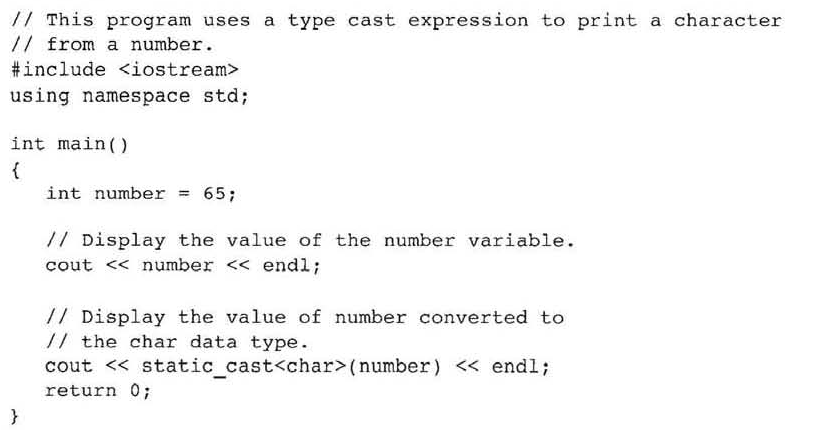 // This program uses a type cast expression to print a character
// from a number.
#include <iostream>
using namespace std;

int main()
{
   int number = 65;

   // Display the value of the number variable.
   cout << number << endl;

   // Display the value of number converted to
   // the char data type.
   cout << static_cast<char>(number) << endl;
   return 0;
}